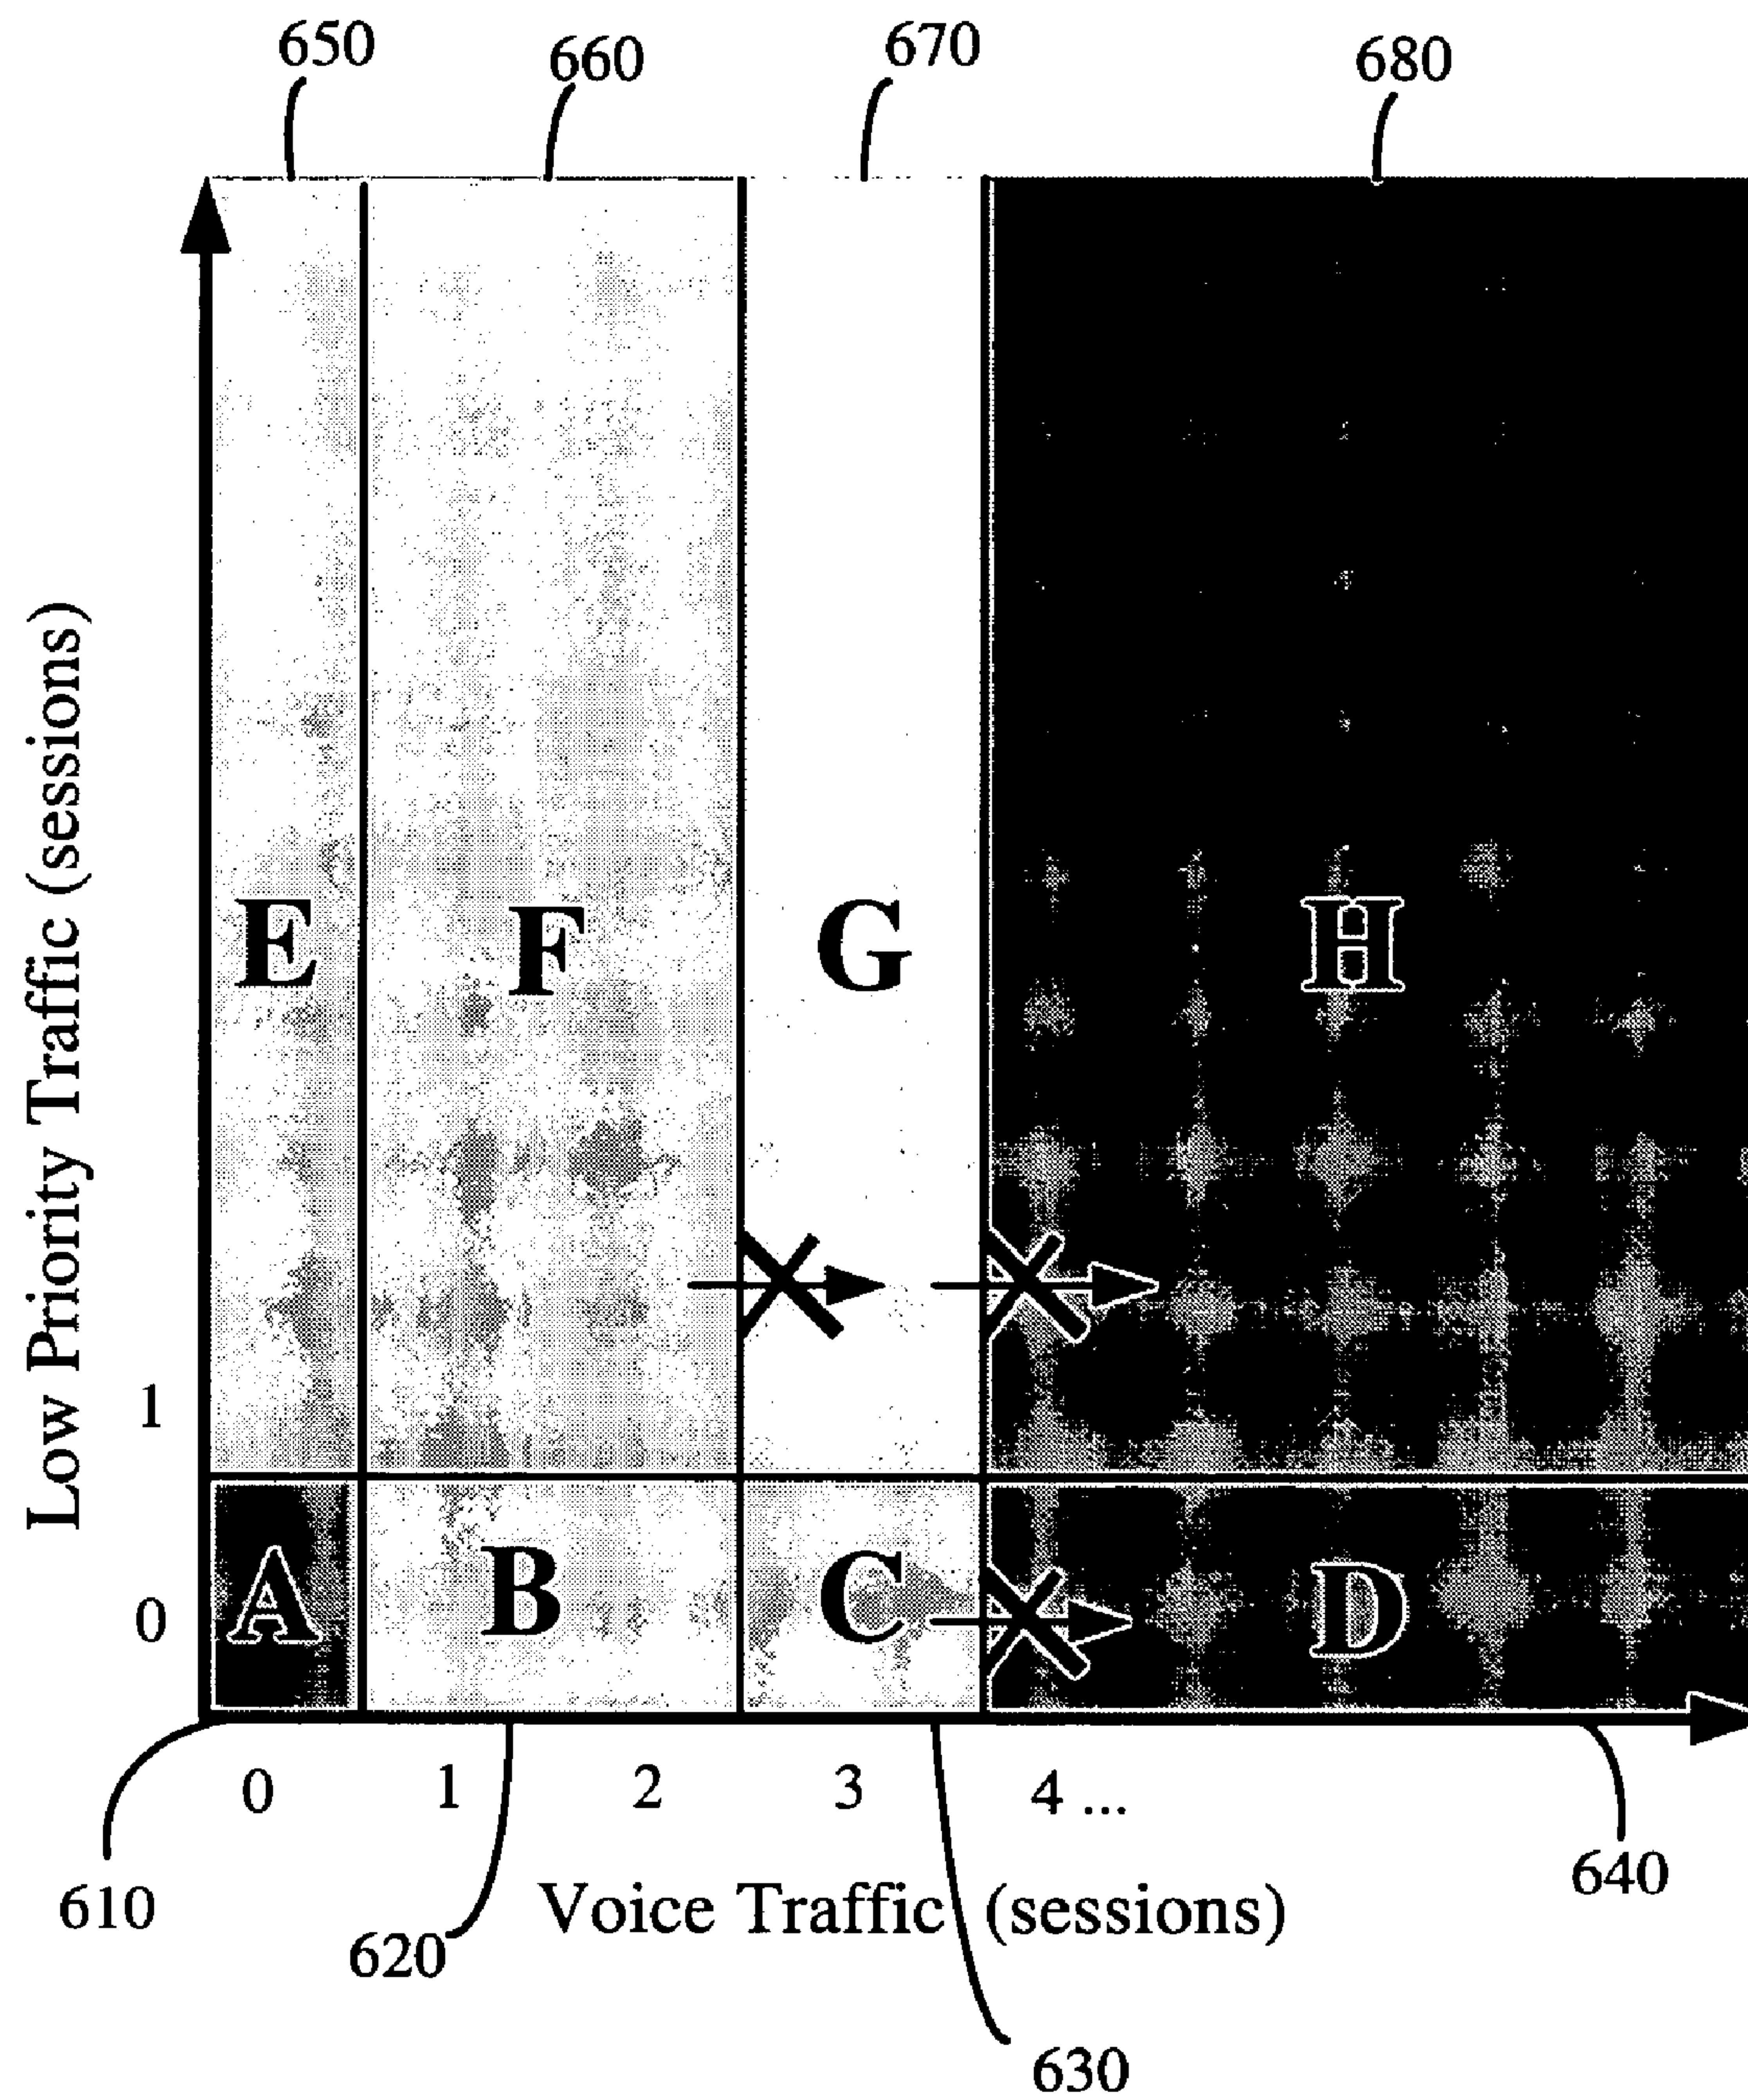 650 660 670 680
Low Priority Traffic (sessions)
E F G H
1
0
A B C D
0 1 2 3 4 ...
610 620 630 640
Voice Traffic (sessions)